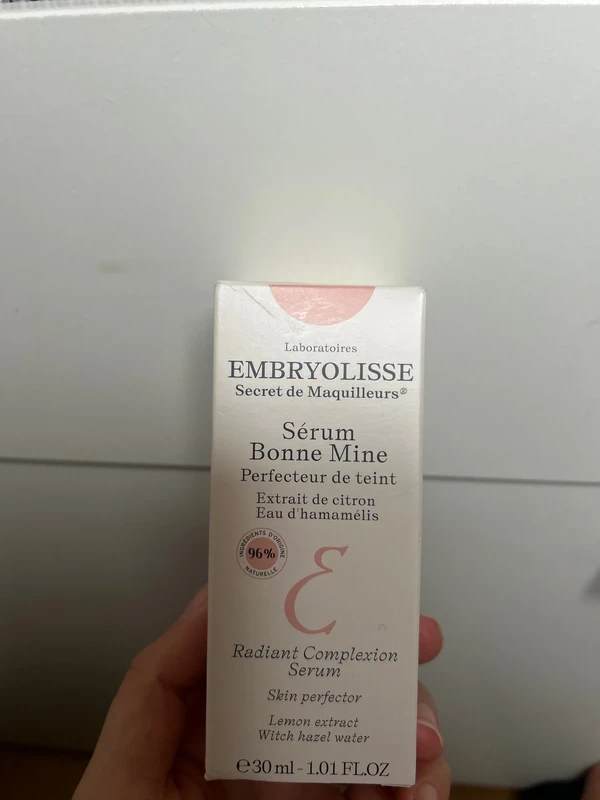 Laboratoires
EMBRYOLISSE
Secret de Maquilleurs®
Sérum
Bonne Mine
Perfecteur de teint
Extrait de citron
Eau d'hamamélis
INGRÉDIENTS D'ORIGINE
96%
NATURELLE
ε
Radiant Complexion
Serum
Skin perfector
Lemon extract
Witch hazel water
℮30 ml - 1.01 FL.OZ